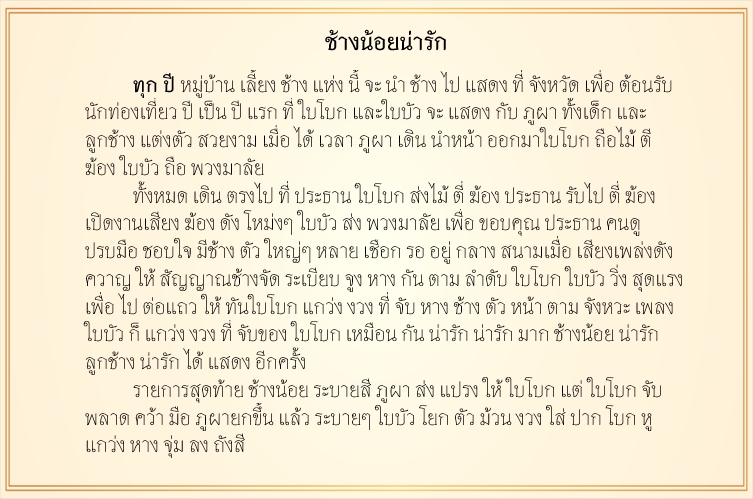 ช้างน้อยน่ารัก
ทุก ปี หมู่บ้าน เลี้ยง ช้าง แห่ง นี้ จะ นำ ช้าง ไป แสดง ที่ จังหวัด เพื่อ ต้อนรับ
นักท่องเที่ยว ปี เป็น ปี แรก ที่ ใบโบก และใบบัว จะ แสดง กับ ภูผา ทั้งเด็ก และ
ลูกช้าง แต่งตัว สวยงาม เมื่อ ได้ เวลา ภูผา เดิน นำหน้า ออกมาใบโบก ถือไม้ ตี
ฆ้อง ใบบัว ถือ พวงมาลัย
ทั้งหมด เดิน ตรงไป ที่ ประธาน ใบโบก ส่งไม้ ตี่ ฆ้อง ประธาน รับไป ตี่ ฆ้อง
เปิดงานเสียง ฆ้อง ดัง โหม่งๆ ใบบัว ส่ง พวงมาลัย เพื่อ ขอบคุณ ประธาน คนดู
ปรบมือ ชอบใจ มีช้าง ตัว ใหญ่ๆ หลาย เชือก รอ อยู่ กลาง สนามเมื่อ เสียงเพล่งดัง
ควาญ ให้ สัญญาณช้างจัด ระเบียบ จูง หาง กัน ตาม ลำดับ ใบโบก ใบบัว วิ่ง สุดแรง
เพื่อ ไป ต่อแถว ให้ ทันใบโบก แกว่ง งวง ที่ จับ หาง ช้าง ตัว หน้า ตาม จังหวะ เพลง
ใบบัว ก็ แกว่ง งวง ที่ จับของ ใบโบก เหมือน กัน น่ารัก น่ารัก มาก ช้างน้อย น่ารัก
ลูกช้าง น่ารัก ได้ แสดง อีกครั้ง
รายการสุดท้าย ช้างน้อย ระบายสี ภูผา ส่ง แปรง ให้ ใบโบก แต่ ใบโบก จับ
พลาด คว้า มือ ภูผายกขึ้น แล้ว ระบายๆ ใบบัว โยก ตัว ม้วน งวง ใส่ ปาก โบก หู
แกว่ง หาง จุ่ม ลง ถังสี